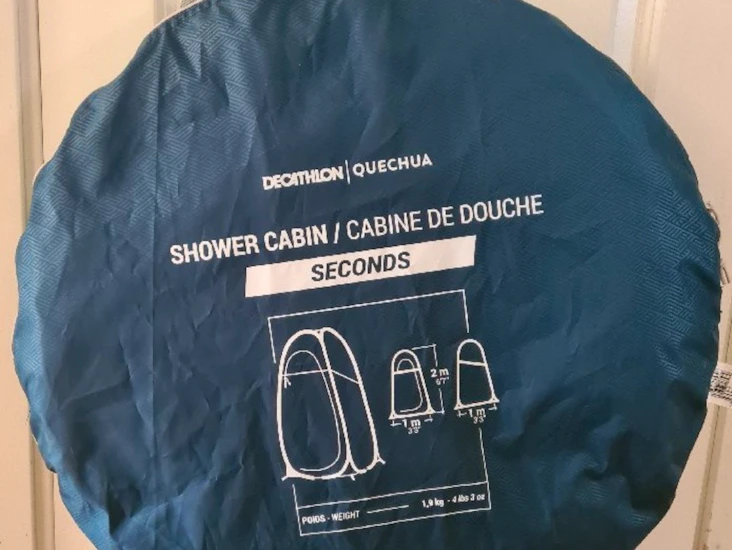 DECATHLON | QUECHUA
SHOWER CABIN / CABINE DE DOUCHE
SECONDS
2 m
6'7"
1 m
3'3"
1 m
3'3"
POIDS - WEIGHT 1,9 kg - 4 lbs 3 oz